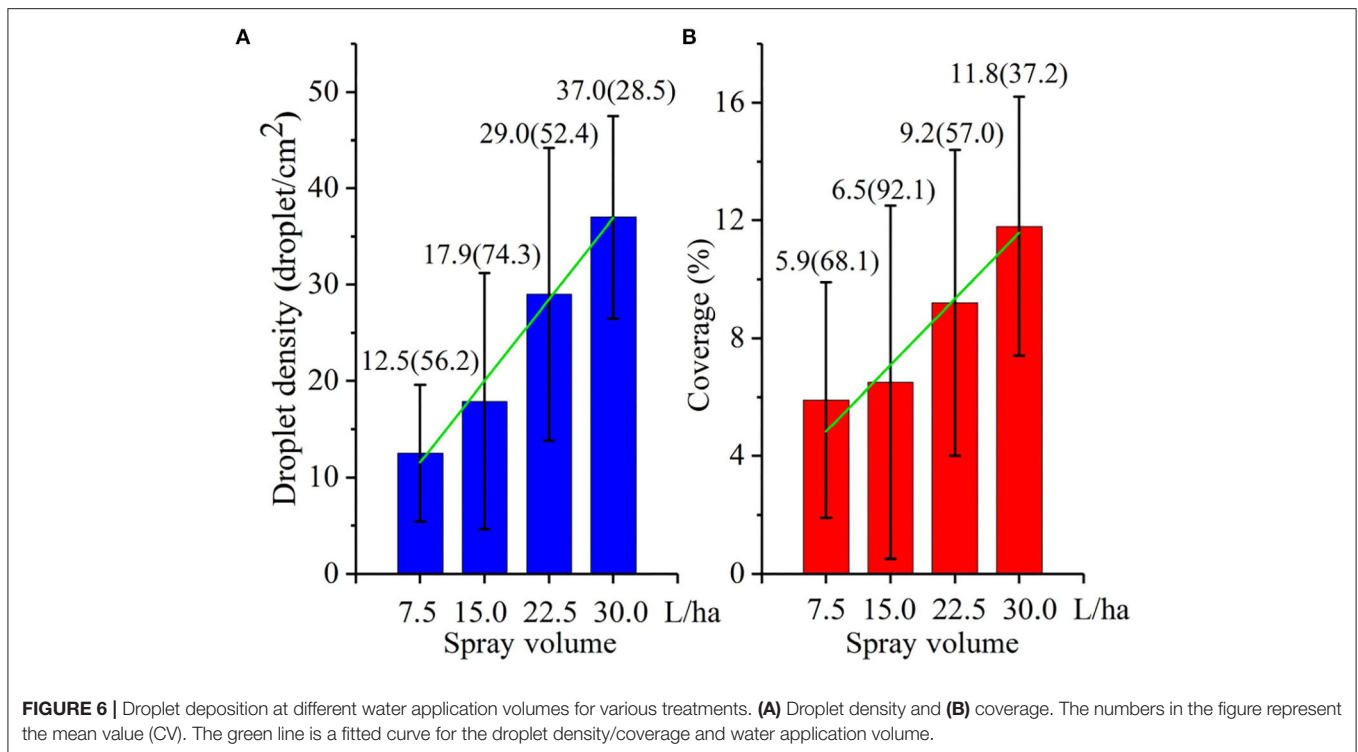 A
Droplet density (droplet/cm²)
50
40
30
20
10
0
12.5(56.2)
17.9(74.3)
29.0(52.4)
37.0(28.5)
7.5 15.0 22.5 30.0 L/ha
Spray volume
B
Coverage (%)
16
12
8
4
0
5.9(68.1)
6.5(92.1)
9.2(57.0)
11.8(37.2)
7.5 15.0 22.5 30.0 L/ha
Spray volume
FIGURE 6 | Droplet deposition at different water application volumes for various treatments. (A) Droplet density and (B) coverage. The numbers in the figure represent
the mean value (CV). The green line is a fitted curve for the droplet density/coverage and water application volume.